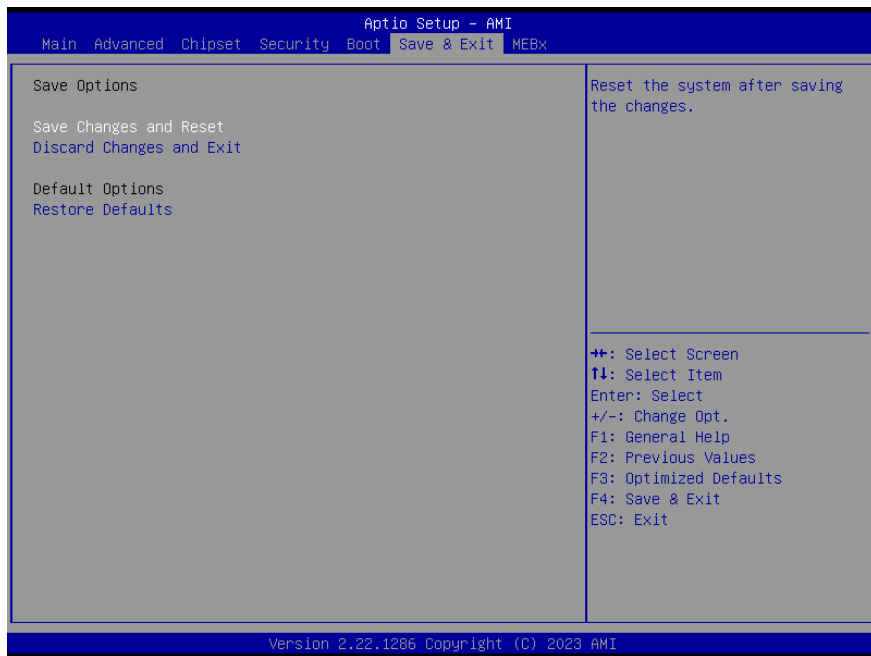 Aptio Setup – AMI
Main Advanced Chipset Security Boot Save & Exit MEBx
Save Options
Save Changes and Reset
Discard Changes and Exit
Default Options
Restore Defaults
Reset the system after saving
the changes.
→←: Select Screen
↑↓: Select Item
Enter: Select
+/-: Change Opt.
F1: General Help
F2: Previous Values
F3: Optimized Defaults
F4: Save & Exit
ESC: Exit
Version 2.22.1286 Copyright (C) 2023 AMI